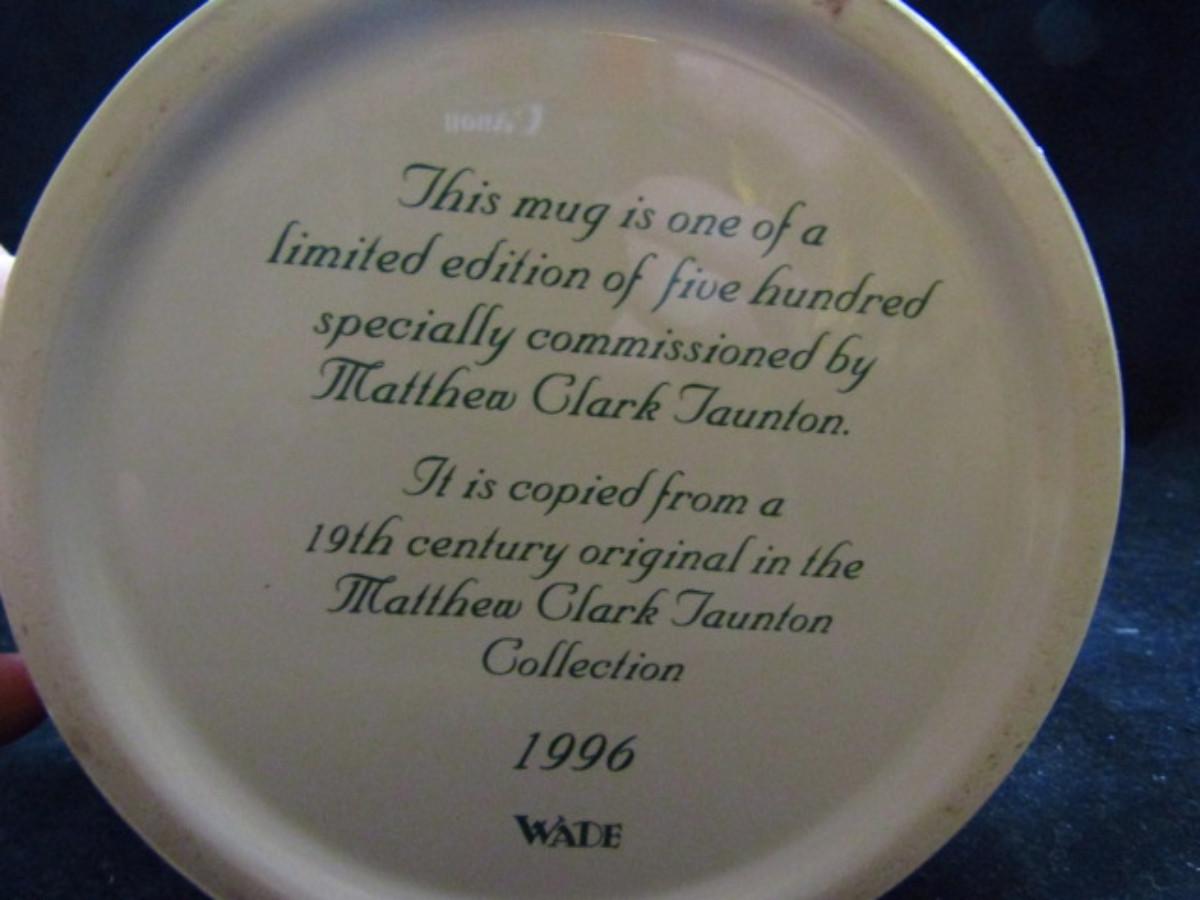 Canon
This mug is one of a
limited edition of five hundred
specially commissioned by
Matthew Clark Taunton.
It is copied from a
19th century original in the
Matthew Clark Taunton
Collection
1996
WADE